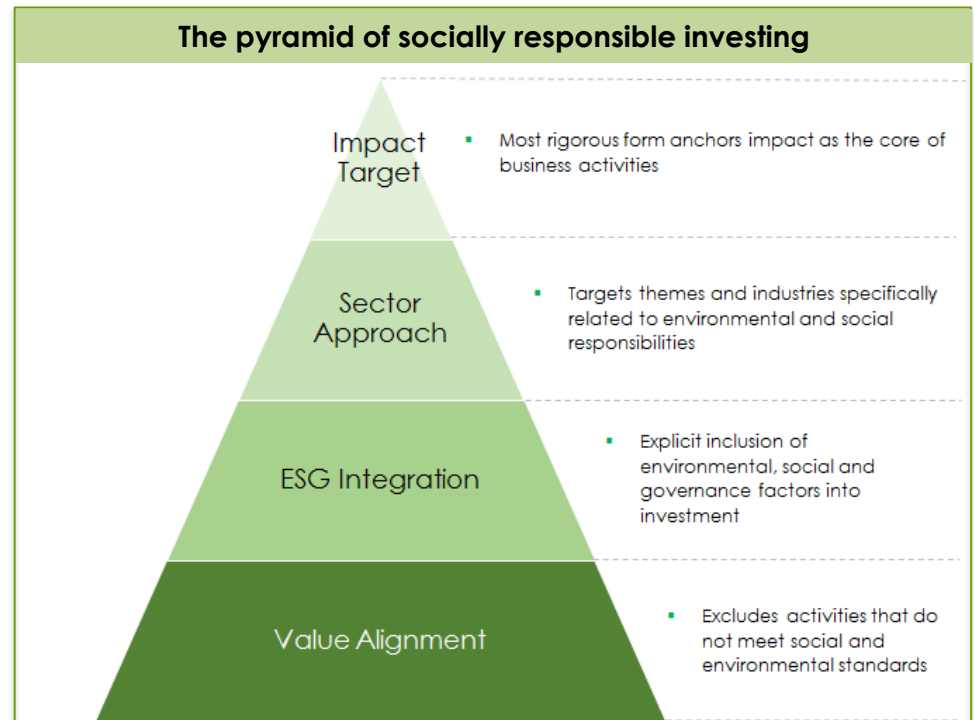 The pyramid of socially responsible investing
Impact
Target
▪ Most rigorous form anchors impact as the core of
business activities
Sector
Approach
▪ Targets themes and industries specifically
related to environmental and social
responsibilities
ESG Integration
▪ Explicit inclusion of
environmental, social and
governance factors into
investment
Value Alignment
▪ Excludes activities that do
not meet social and
environmental standards